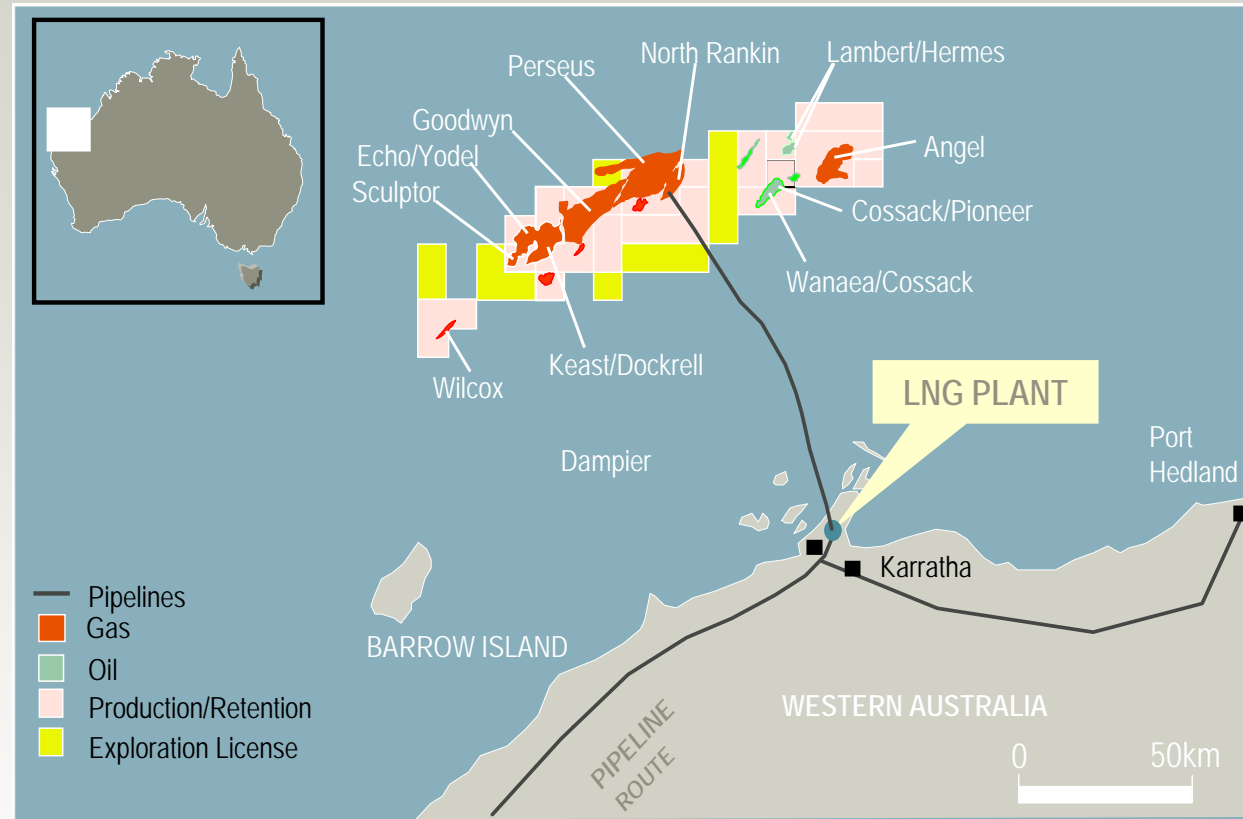 North Rankin
Lambert/Hermes
Perseus
Goodwyn
Angel
Echo/Yodel
Sculptor
Cossack/Pioneer
Wanaea/Cossack
Keast/Dockrell
Wilcox
LNG PLANT
Port
Hedland
Dampier
Karratha
Pipelines
Gas
BARROW ISLAND
Oil
Production/Retention
WESTERN AUSTRALIA
Exploration License
PIPELINE
ROUTE
0 50km